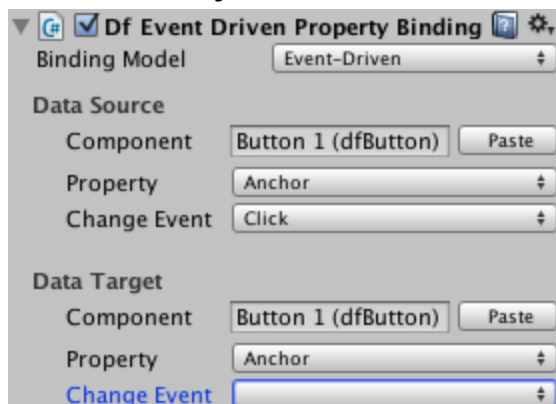 Df Event Driven Property Binding
Binding Model Event-Driven
Data Source
Component Button 1 (dfButton) Paste
Property Anchor
Change Event Click
Data Target
Component Button 1 (dfButton) Paste
Property Anchor
Change Event